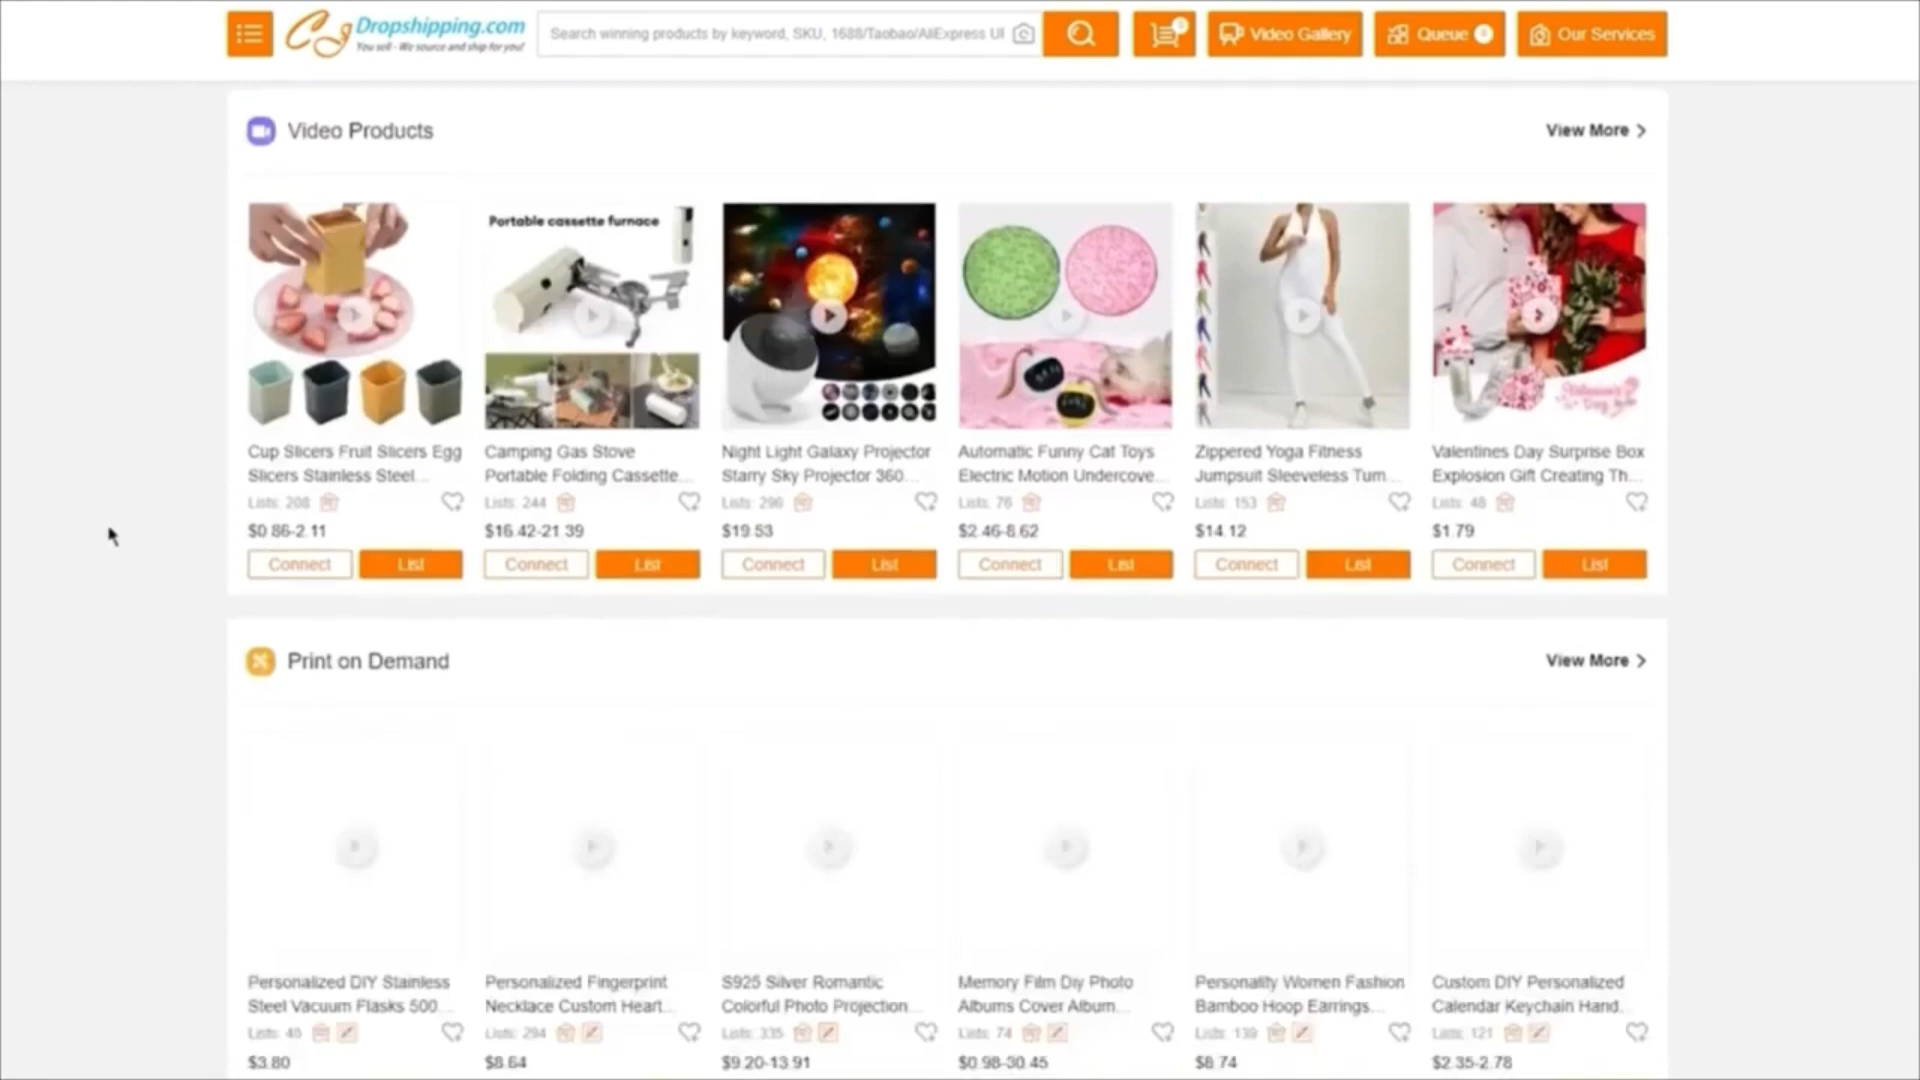 CJ Dropshipping.com
You sell - We source and ship for you!
Search winning products by keyword, SKU, 1688/Taobao/AliExpress Ul
0
Video Gallery
Queue
Our Services
Video Products
View More
Portable cassette furnace
Cup Slicers Fruit Slicers Egg
Slicers Stainless Steel...
Lists: 208
$0.86-2.11
Connect
List
Camping Gas Stove
Portable Folding Cassette...
Lists: 244
$16.42-21.39
Connect
List
Night Light Galaxy Projector
Starry Sky Projector 360...
Lists: 296
$19.53
Connect
List
Automatic Funny Cat Toys
Electric Motion Undercove...
Lists: 76
$2.46-8.62
Connect
List
Zippered Yoga Fitness
Jumpsuit Sleeveless Tum...
Lists: 153
$14.12
Connect
List
Valentines Day Surprise Box
Explosion Gift Creating Th...
Lists: 48
$1.79
Connect
List
Print on Demand
View More
Personalized DIY Stainless
Steel Vacuum Flasks 500...
Lists: 40
$3.80
Personalized Fingerprint
Necklace Custom Heart...
Lists: 294
$8.64
S925 Silver Romantic
Colorful Photo Projection...
Lists: 335
$9.20-13.91
Memory Film Diy Photo
Albums Cover Album...
Lists: 74
$0.98-30.45
Personality Women Fashion
Bamboo Hoop Earrings...
Lists: 139
$8.74
Custom DIY Personalized
Calendar Keychain Hand...
Lists: 121
$2.35-2.78